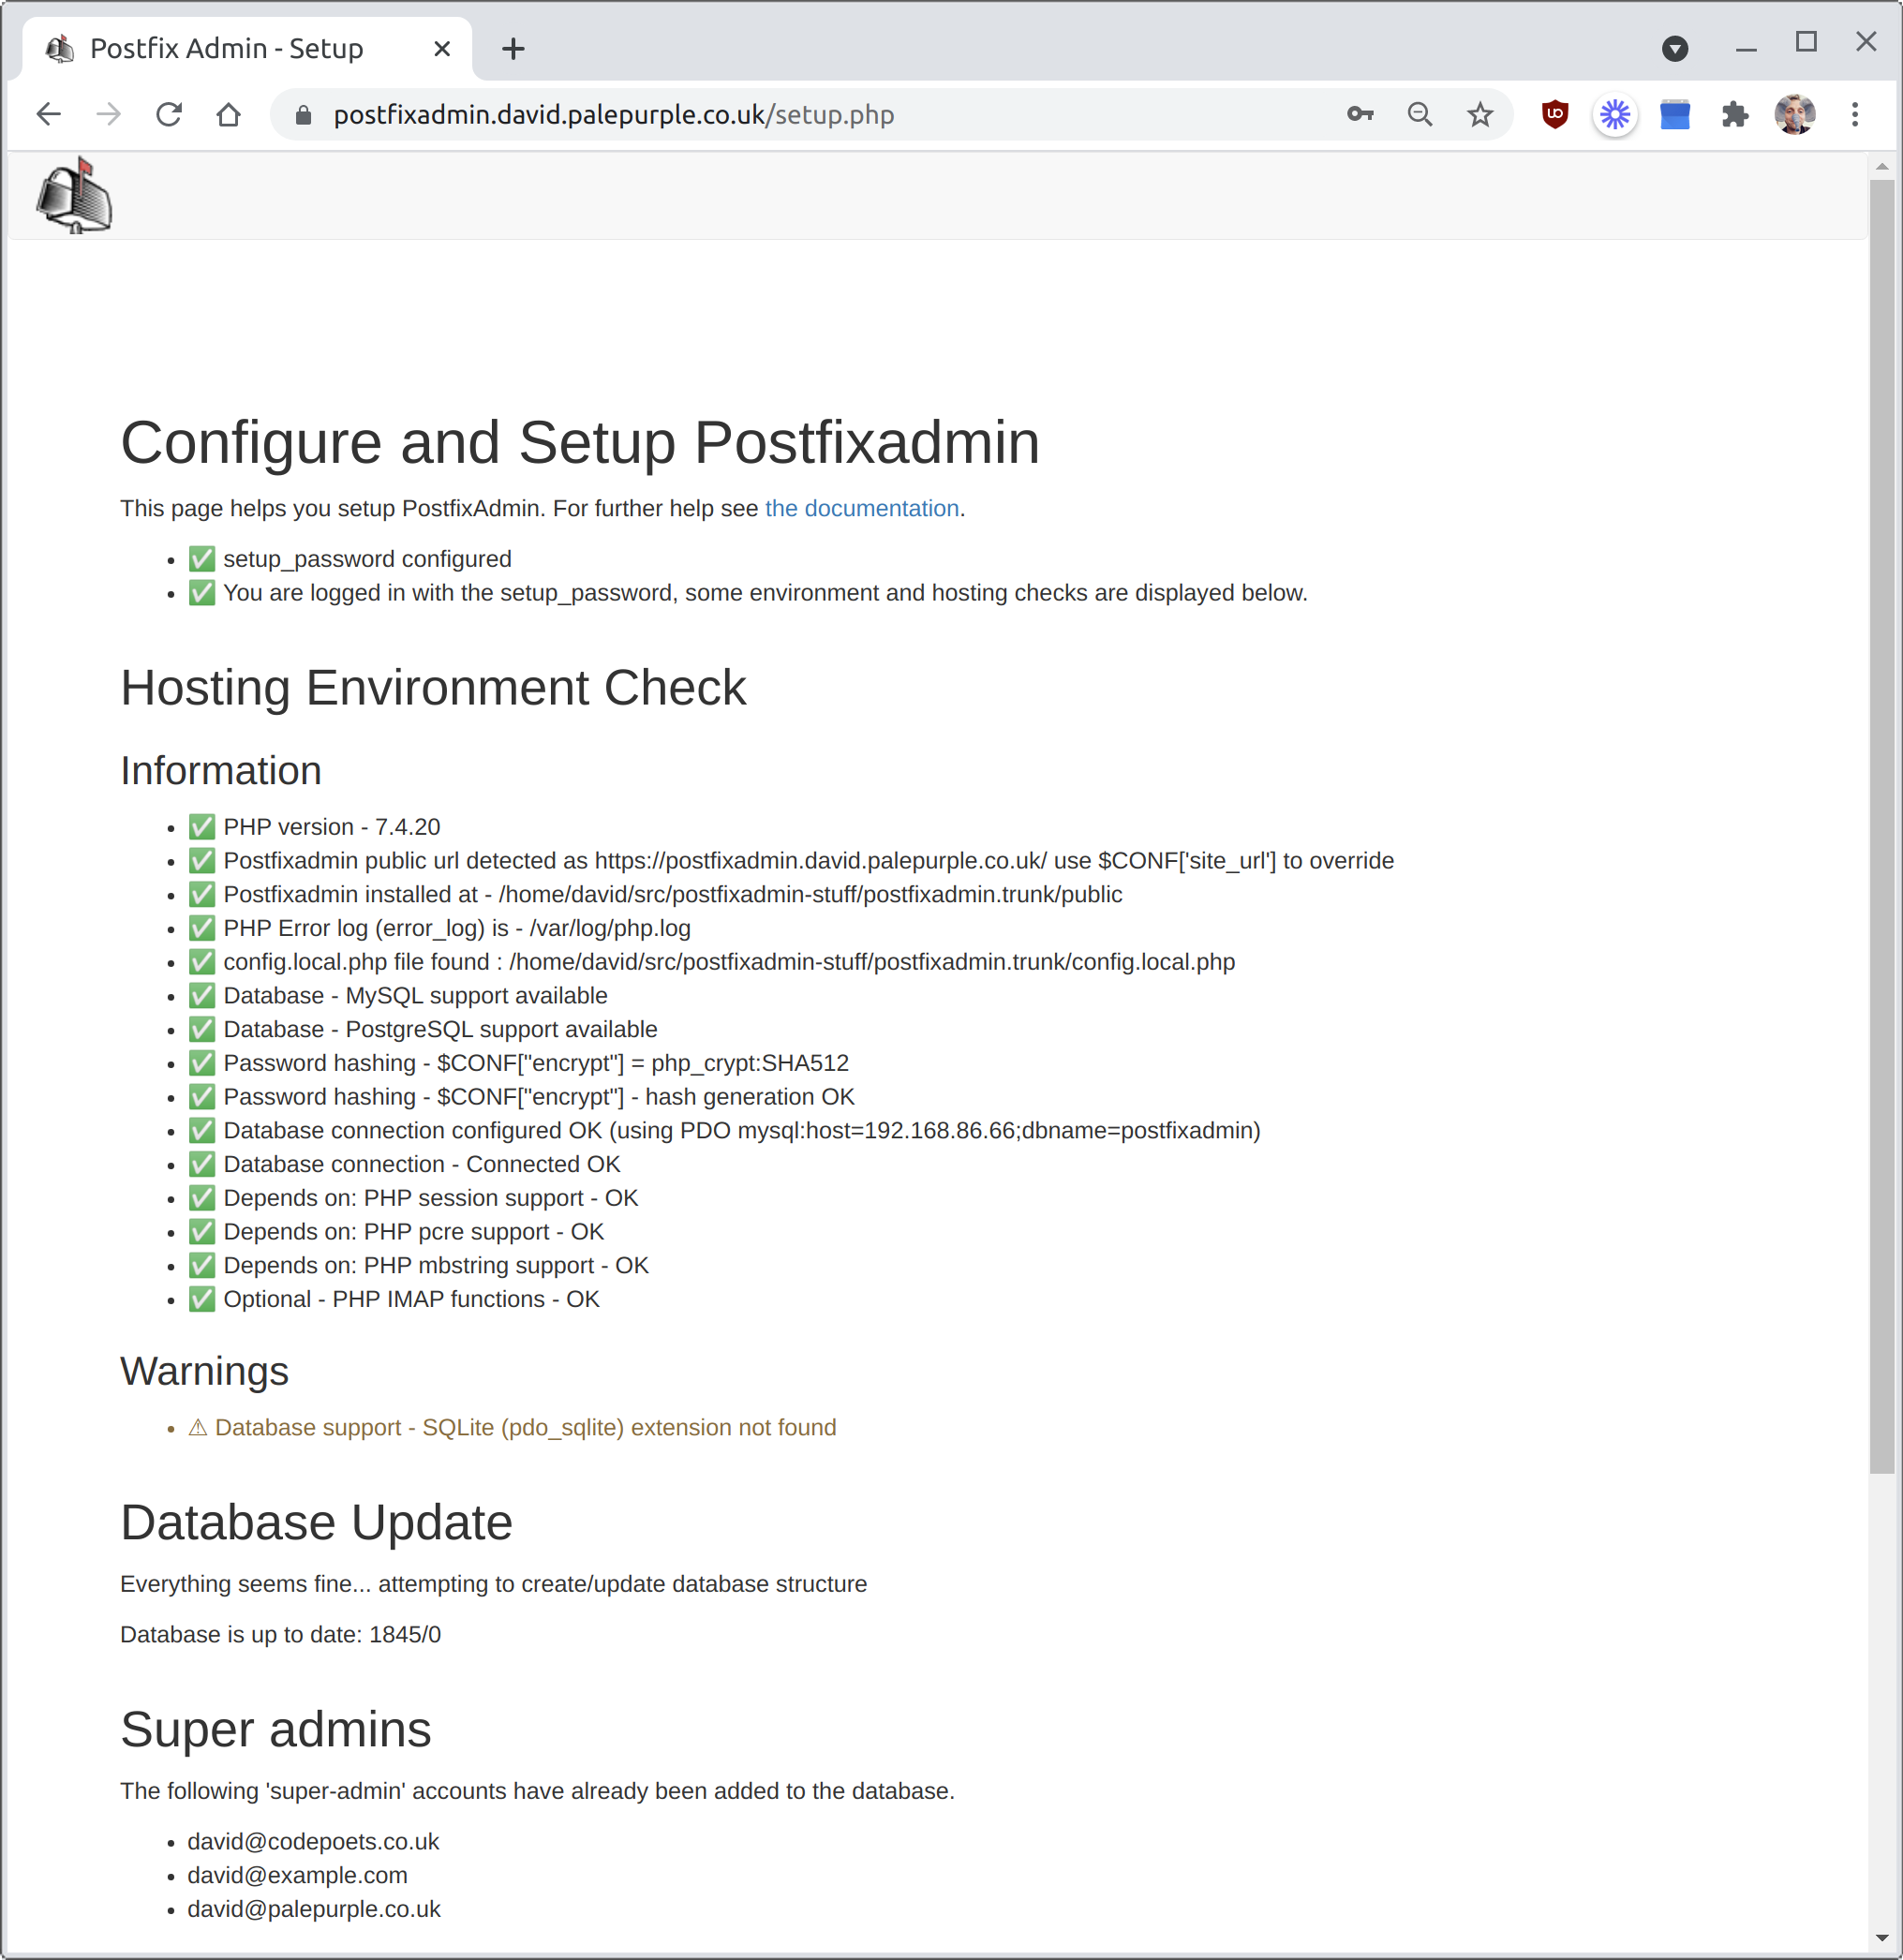 Postfix Admin - Setup
postfixadmin.david.palepurple.co.uk/setup.php
Configure and Setup Postfixadmin
This page helps you setup PostfixAdmin. For further help see the documentation.
• ✅ setup_password configured
• ✅ You are logged in with the setup_password, some environment and hosting checks are displayed below.
Hosting Environment Check
Information
• ✅ PHP version - 7.4.20
• ✅ Postfixadmin public url detected as https://postfixadmin.david.palepurple.co.uk/ use $CONF['site_url'] to override
• ✅ Postfixadmin installed at - /home/david/src/postfixadmin-stuff/postfixadmin.trunk/public
• ✅ PHP Error log (error_log) is - /var/log/php.log
• ✅ config.local.php file found : /home/david/src/postfixadmin-stuff/postfixadmin.trunk/config.local.php
• ✅ Database - MySQL support available
• ✅ Database - PostgreSQL support available
• ✅ Password hashing - $CONF["encrypt"] = php_crypt:SHA512
• ✅ Password hashing - $CONF["encrypt"] - hash generation OK
• ✅ Database connection configured OK (using PDO mysql:host=192.168.86.66;dbname=postfixadmin)
• ✅ Database connection - Connected OK
• ✅ Depends on: PHP session support - OK
• ✅ Depends on: PHP pcre support - OK
• ✅ Depends on: PHP mbstring support - OK
• ✅ Optional - PHP IMAP functions - OK
Warnings
• ⚠ Database support - SQLite (pdo_sqlite) extension not found
Database Update
Everything seems fine... attempting to create/update database structure
Database is up to date: 1845/0
Super admins
The following 'super-admin' accounts have already been added to the database.
• david@codepoets.co.uk
• david@example.com
• david@palepurple.co.uk